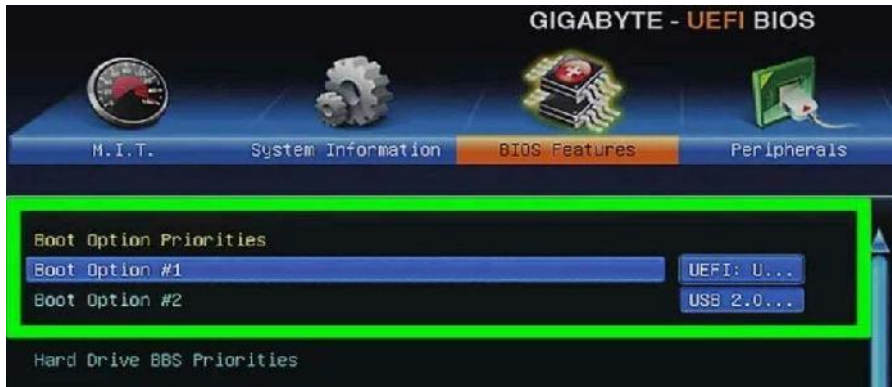 GIGABYTE - UEFI BIOS
M.I.T. System Information BIOS Features Peripherals
Boot Option Priorities
Boot Option #1 UEFI: U...
Boot Option #2 USB 2.0...
Hard Drive BBS Priorities